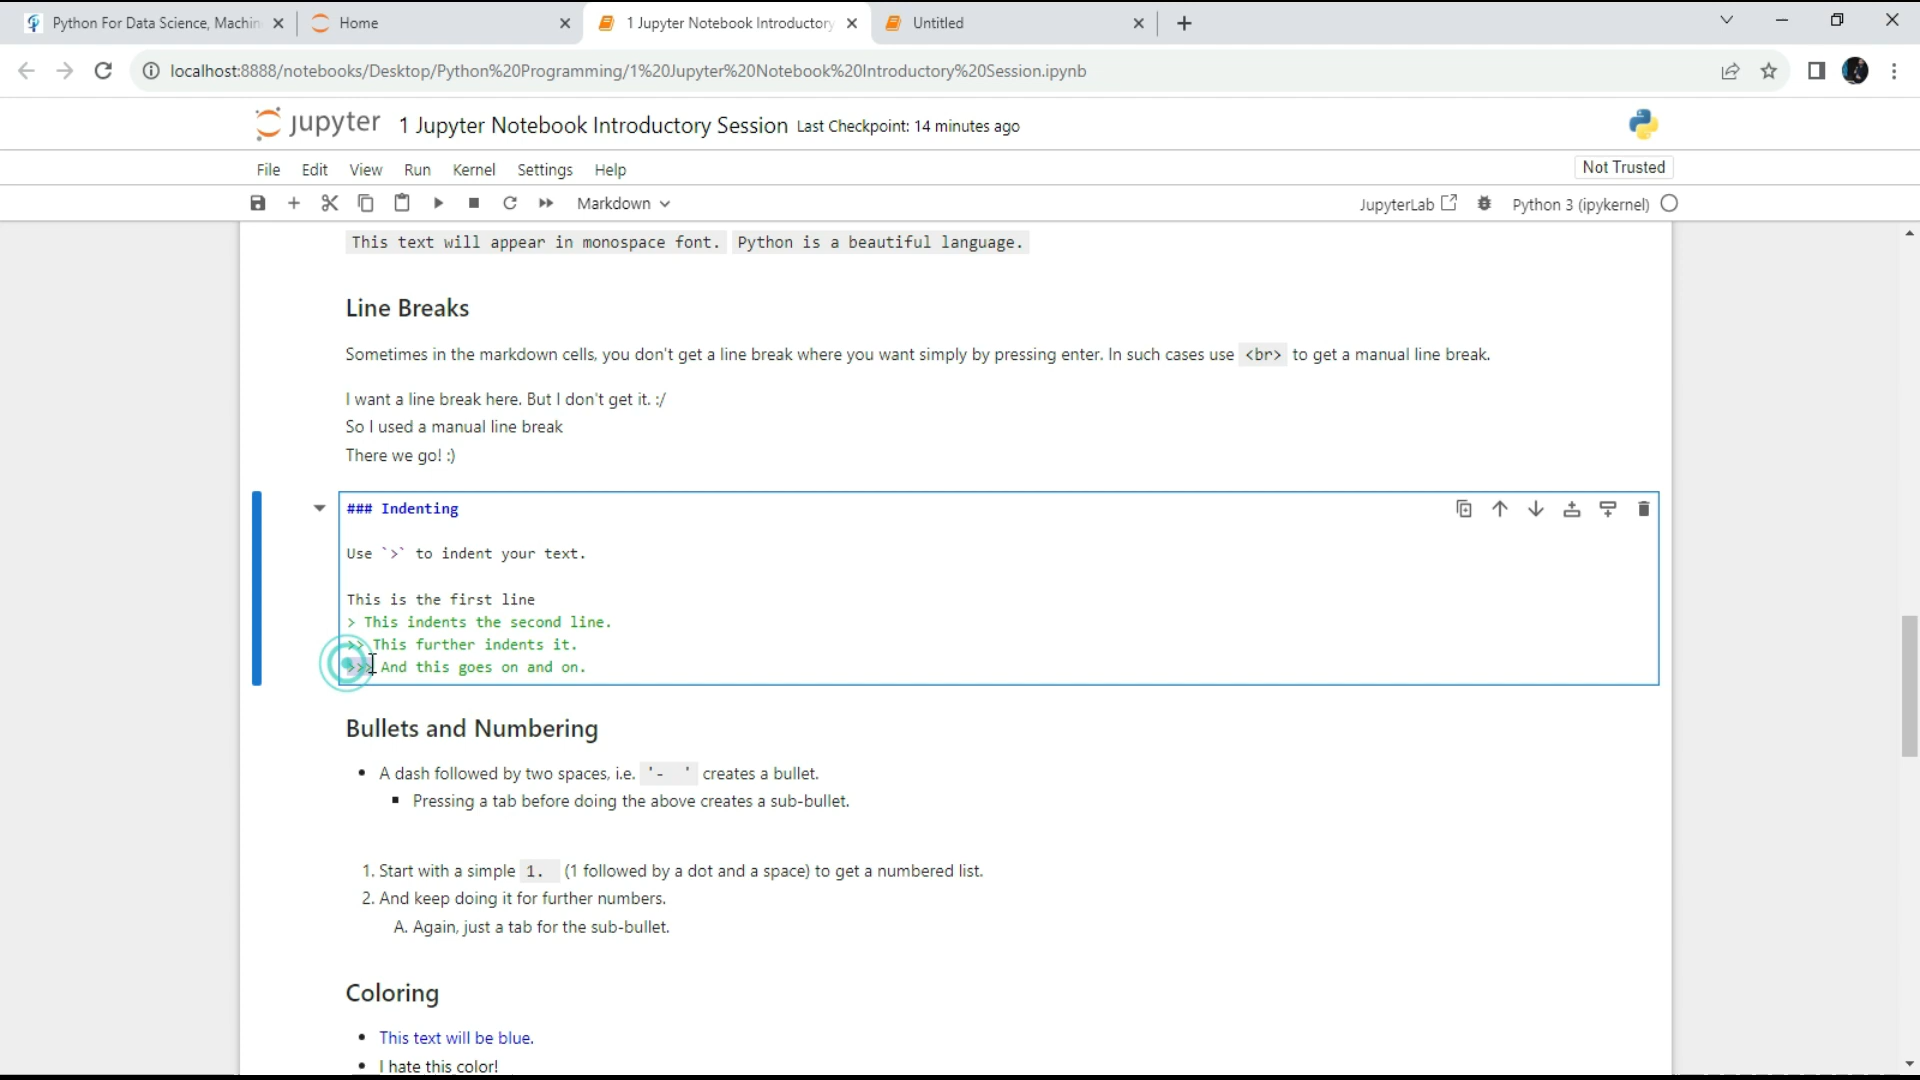 Python For Data Science, Machin
Home
1 Jupyter Notebook Introductory
Untitled
localhost:8888/notebooks/Desktop/Python%20Programming/1%20Jupyter%20Notebook%20Introductory%20Session.ipynb
jupyter 1 Jupyter Notebook Introductory Session Last Checkpoint: 14 minutes ago
File Edit View Run Kernel Settings Help Not Trusted
Markdown JupyterLab Python 3 (ipykernel)
This text will appear in monospace font. Python is a beautiful language.
Line Breaks
Sometimes in the markdown cells, you don't get a line break where you want simply by pressing enter. In such cases use <br> to get a manual line break.
I want a line break here. But I don't get it. :/
So I used a manual line break
There we go! :)
### Indenting
Use `>` to indent your text.
This is the first line
> This indents the second line.
>> This further indents it.
>>> And this goes on and on.
Bullets and Numbering
• A dash followed by two spaces, i.e. '-  ' creates a bullet.
▪ Pressing a tab before doing the above creates a sub-bullet.
1. Start with a simple 1. (1 followed by a dot and a space) to get a numbered list.
2. And keep doing it for further numbers.
A. Again, just a tab for the sub-bullet.
Coloring
• This text will be blue.
• I hate this color!